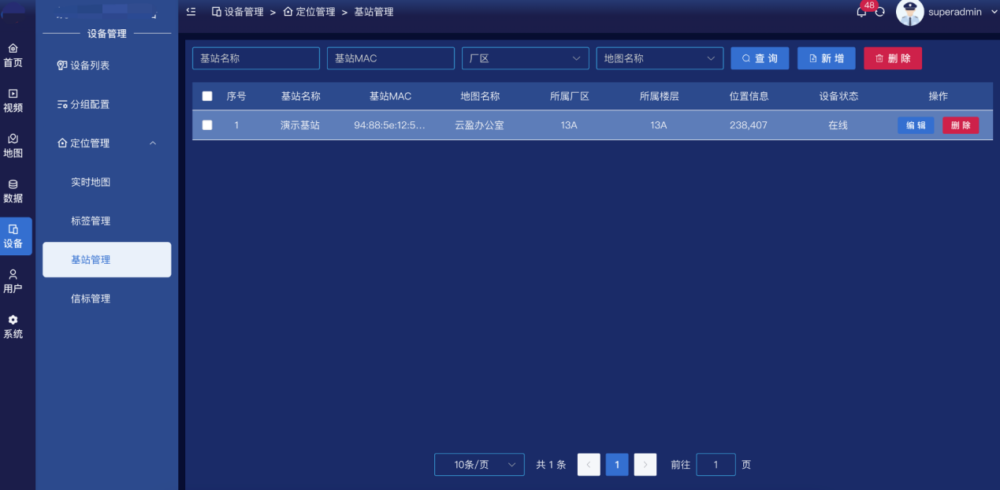 设备管理 > 定位管理 > 基站管理
48
superadmin
首页
视频
地图
数据
设备
用户
系统
设备管理
设备列表
分组配置
定位管理
实时地图
标签管理
基站管理
信标管理
基站名称 基站MAC 厂区 地图名称 查询 新增 删除
序号 基站名称 基站MAC 地图名称 所属厂区 所属楼层 位置信息 设备状态 操作
1 演示基站 94:88:5e:12:5... 云盈办公室 13A 13A 238,407 在线 编辑 删除
10条/页 共 1 条 < 1 > 前往 1 页